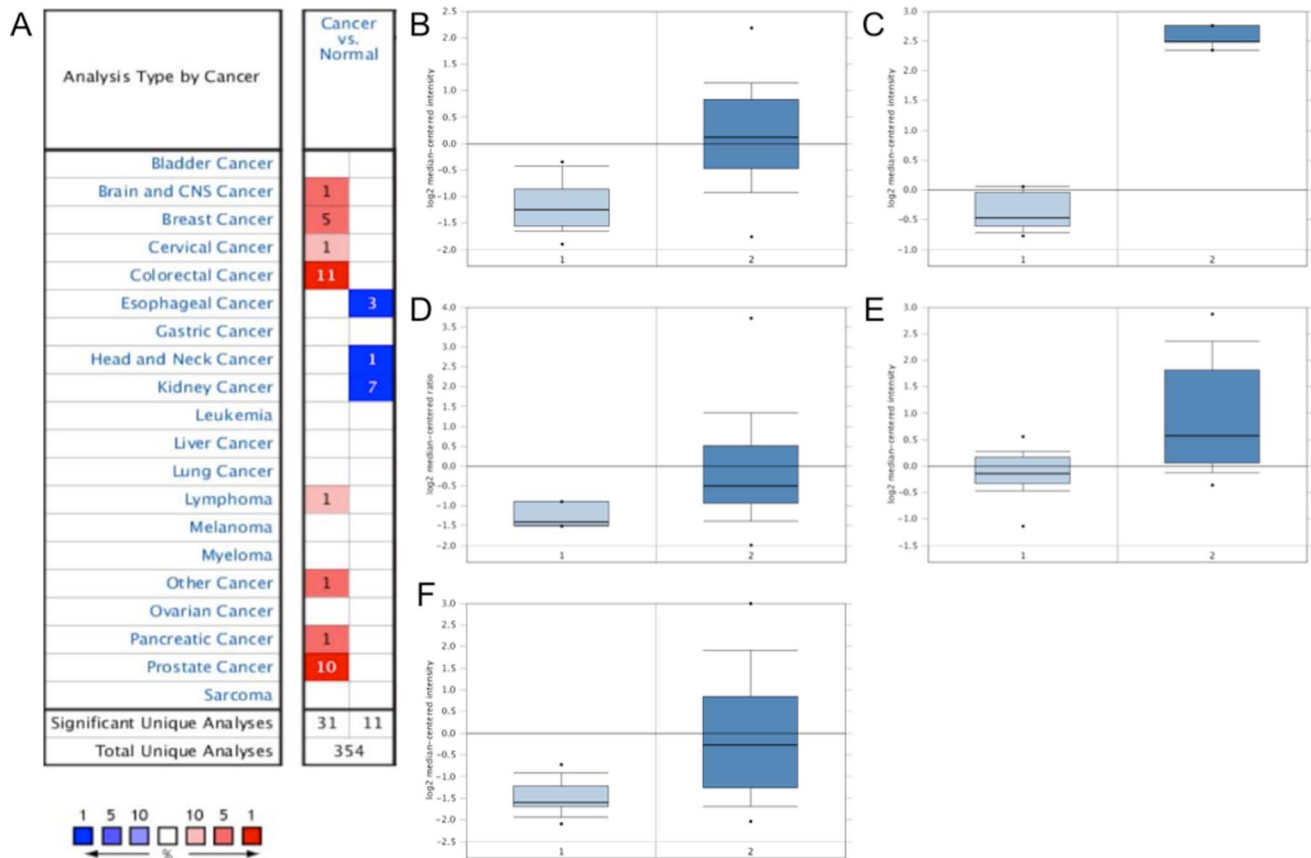 A
Analysis Type by Cancer
Cancer
vs.
Normal
Bladder Cancer
Brain and CNS Cancer 1
Breast Cancer 5
Cervical Cancer 1
Colorectal Cancer 11
Esophageal Cancer 3
Gastric Cancer
Head and Neck Cancer 1
Kidney Cancer 7
Leukemia
Liver Cancer
Lung Cancer
Lymphoma 1
Melanoma
Myeloma
Other Cancer 1
Ovarian Cancer
Pancreatic Cancer 1
Prostate Cancer 10
Sarcoma
Significant Unique Analyses 31 11
Total Unique Analyses 354
1 5 10 10 5 1
%
B
log2 median-centered intensity
2.5
2.0
1.5
1.0
0.5
0.0
-0.5
-1.0
-1.5
-2.0
1 2
C
log2 median-centered intensity
3.0
2.5
2.0
1.5
1.0
0.5
0.0
-0.5
-1.0
1 2
D
log2 median-centered ratio
4.0
3.5
3.0
2.5
2.0
1.5
1.0
0.5
0.0
-0.5
-1.0
-1.5
-2.0
1 2
E
log2 median-centered intensity
3.0
2.5
2.0
1.5
1.0
0.5
0.0
-0.5
-1.0
-1.5
1 2
F
log2 median-centered intensity
3.0
2.5
2.0
1.5
1.0
0.5
0.0
-0.5
-1.0
-1.5
-2.0
-2.5
1 2